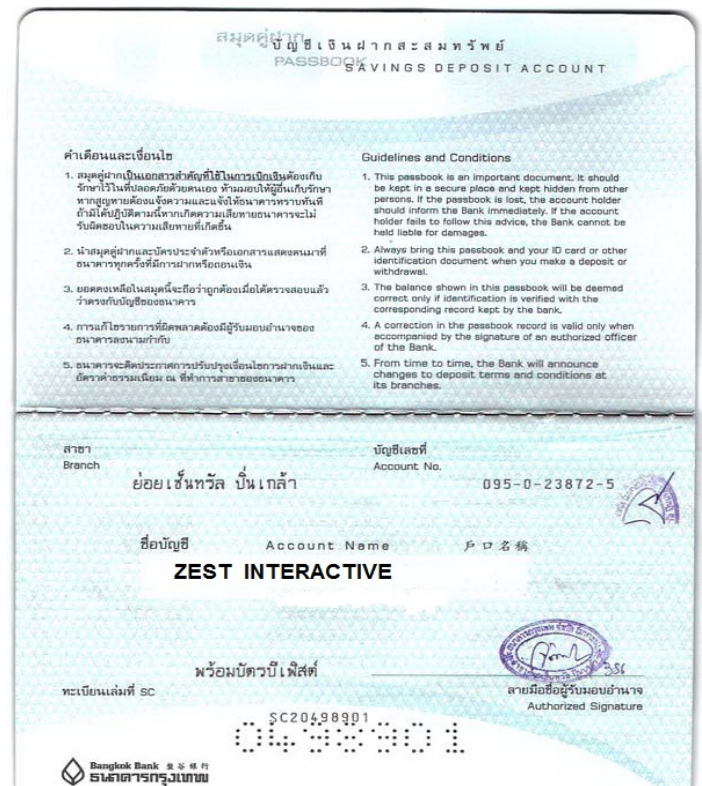 สมุดคู่ฝาก
บัญชีเงินฝากสะสมทรัพย์
PASSBOOK
SAVINGS DEPOSIT ACCOUNT
คำเตือนและเงื่อนไข
1. สมุดคู่ฝากเป็นเอกสารสำคัญที่ใช้ในการเบิกเงินต้องเก็บ
รักษาไว้ในที่ปลอดภัยด้วยตนเอง ห้ามมอบให้ผู้อื่นเก็บรักษา
หากสูญหายต้องแจ้งความและแจ้งให้ธนาคารทราบทันที
ถ้ามิได้ปฏิบัติตามนี้หากเกิดความเสียหายธนาคารจะไม่
รับผิดชอบในความเสียหายที่เกิดขึ้น
2. นำสมุดคู่ฝากและบัตรประจำตัวหรือเอกสารแสดงตนมาที่
ธนาคารทุกครั้งที่มีการฝากหรือถอนเงิน
3. ยอดคงเหลือในสมุดนี้จะถือว่าถูกต้องเมื่อได้ตรวจสอบแล้ว
ว่าตรงกับบัญชีของธนาคาร
4. การแก้ไขรายการที่ผิดพลาดต้องมีผู้รับมอบอำนาจของ
ธนาคารลงนามกำกับ
5. ธนาคารจะติดประกาศการปรับปรุงเงื่อนไขการฝากเงินและ
อัตราค่าธรรมเนียม ณ ที่ทำการสาขาของธนาคาร
Guidelines and Conditions
1. This passbook is an important document. It should
be kept in a secure place and kept hidden from other
persons. If the passbook is lost, the account holder
should inform the Bank immediately. If the account
holder fails to follow this advice, the Bank cannot be
held liable for damages.
2. Always bring this passbook and your ID card or other
identification document when you make a deposit or
withdrawal.
3. The balance shown in this passbook will be deemed
correct only if identification is verified with the
corresponding record kept by the bank.
4. A correction in the passbook record is valid only when
accompanied by the signature of an authorized officer
of the Bank.
5. From time to time, the Bank will announce
changes to deposit terms and conditions at
its branches.
สาขา
Branch
ย่อยเซ็นทรัล ปิ่นเกล้า
บัญชีเลขที่
Account No.
095-0-23872-5
ชื่อบัญชี Account Name 戶口名稱
ZEST INTERACTIVE
พร้อมบัตรบีเฟิสต์
ทะเบียนเล่มที่ SC
356
ลายมือชื่อผู้รับมอบอำนาจ
Authorized Signature
SC20498901
0498901
Bangkok Bank 盤谷銀行
ธนาคารกรุงเทพ